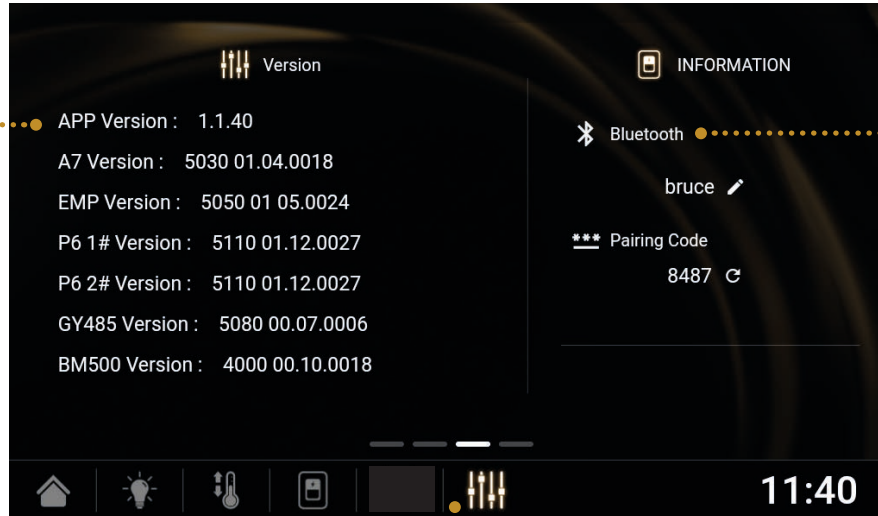 Version
APP Version : 1.1.40
A7 Version : 5030 01.04.0018
EMP Version : 5050 01 05.0024
P6 1# Version : 5110 01.12.0027
P6 2# Version : 5110 01.12.0027
GY485 Version : 5080 00.07.0006
BM500 Version : 4000 00.10.0018
INFORMATION
Bluetooth
bruce
*** Pairing Code
8487
11:40